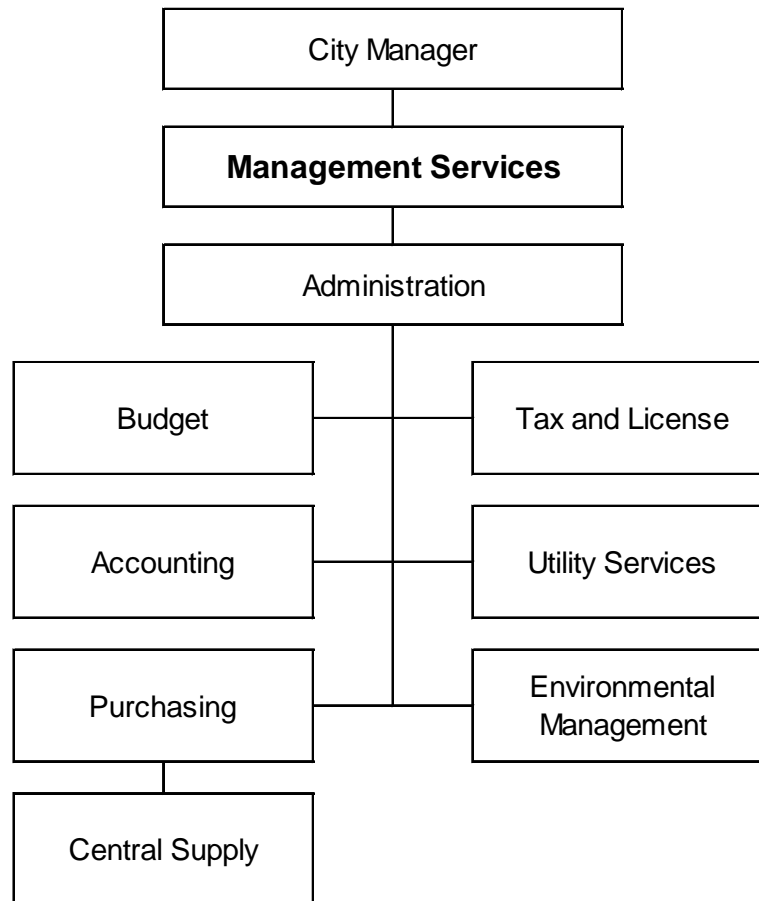 City Manager
Management Services
Administration
Budget
Tax and License
Accounting
Utility Services
Purchasing
Environmental
Management
Central Supply